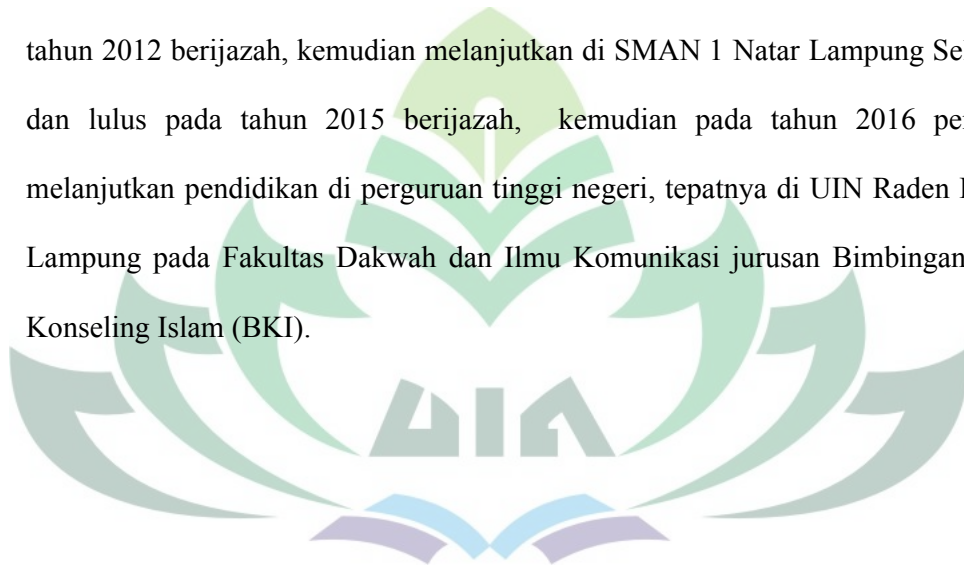 tahun 2012 berijazah, kemudian melanjutkan di SMAN 1 Natar Lampung
dan lulus pada tahun 2015 berijazah, kemudian pada tahun 2016
melanjutkan pendidikan di perguruan tinggi negeri, tepatnya di UIN Raden
Lampung pada Fakultas Dakwah dan Ilmu Komunikasi jurusan Bimbingan
Konseling Islam (BKI).
UIN